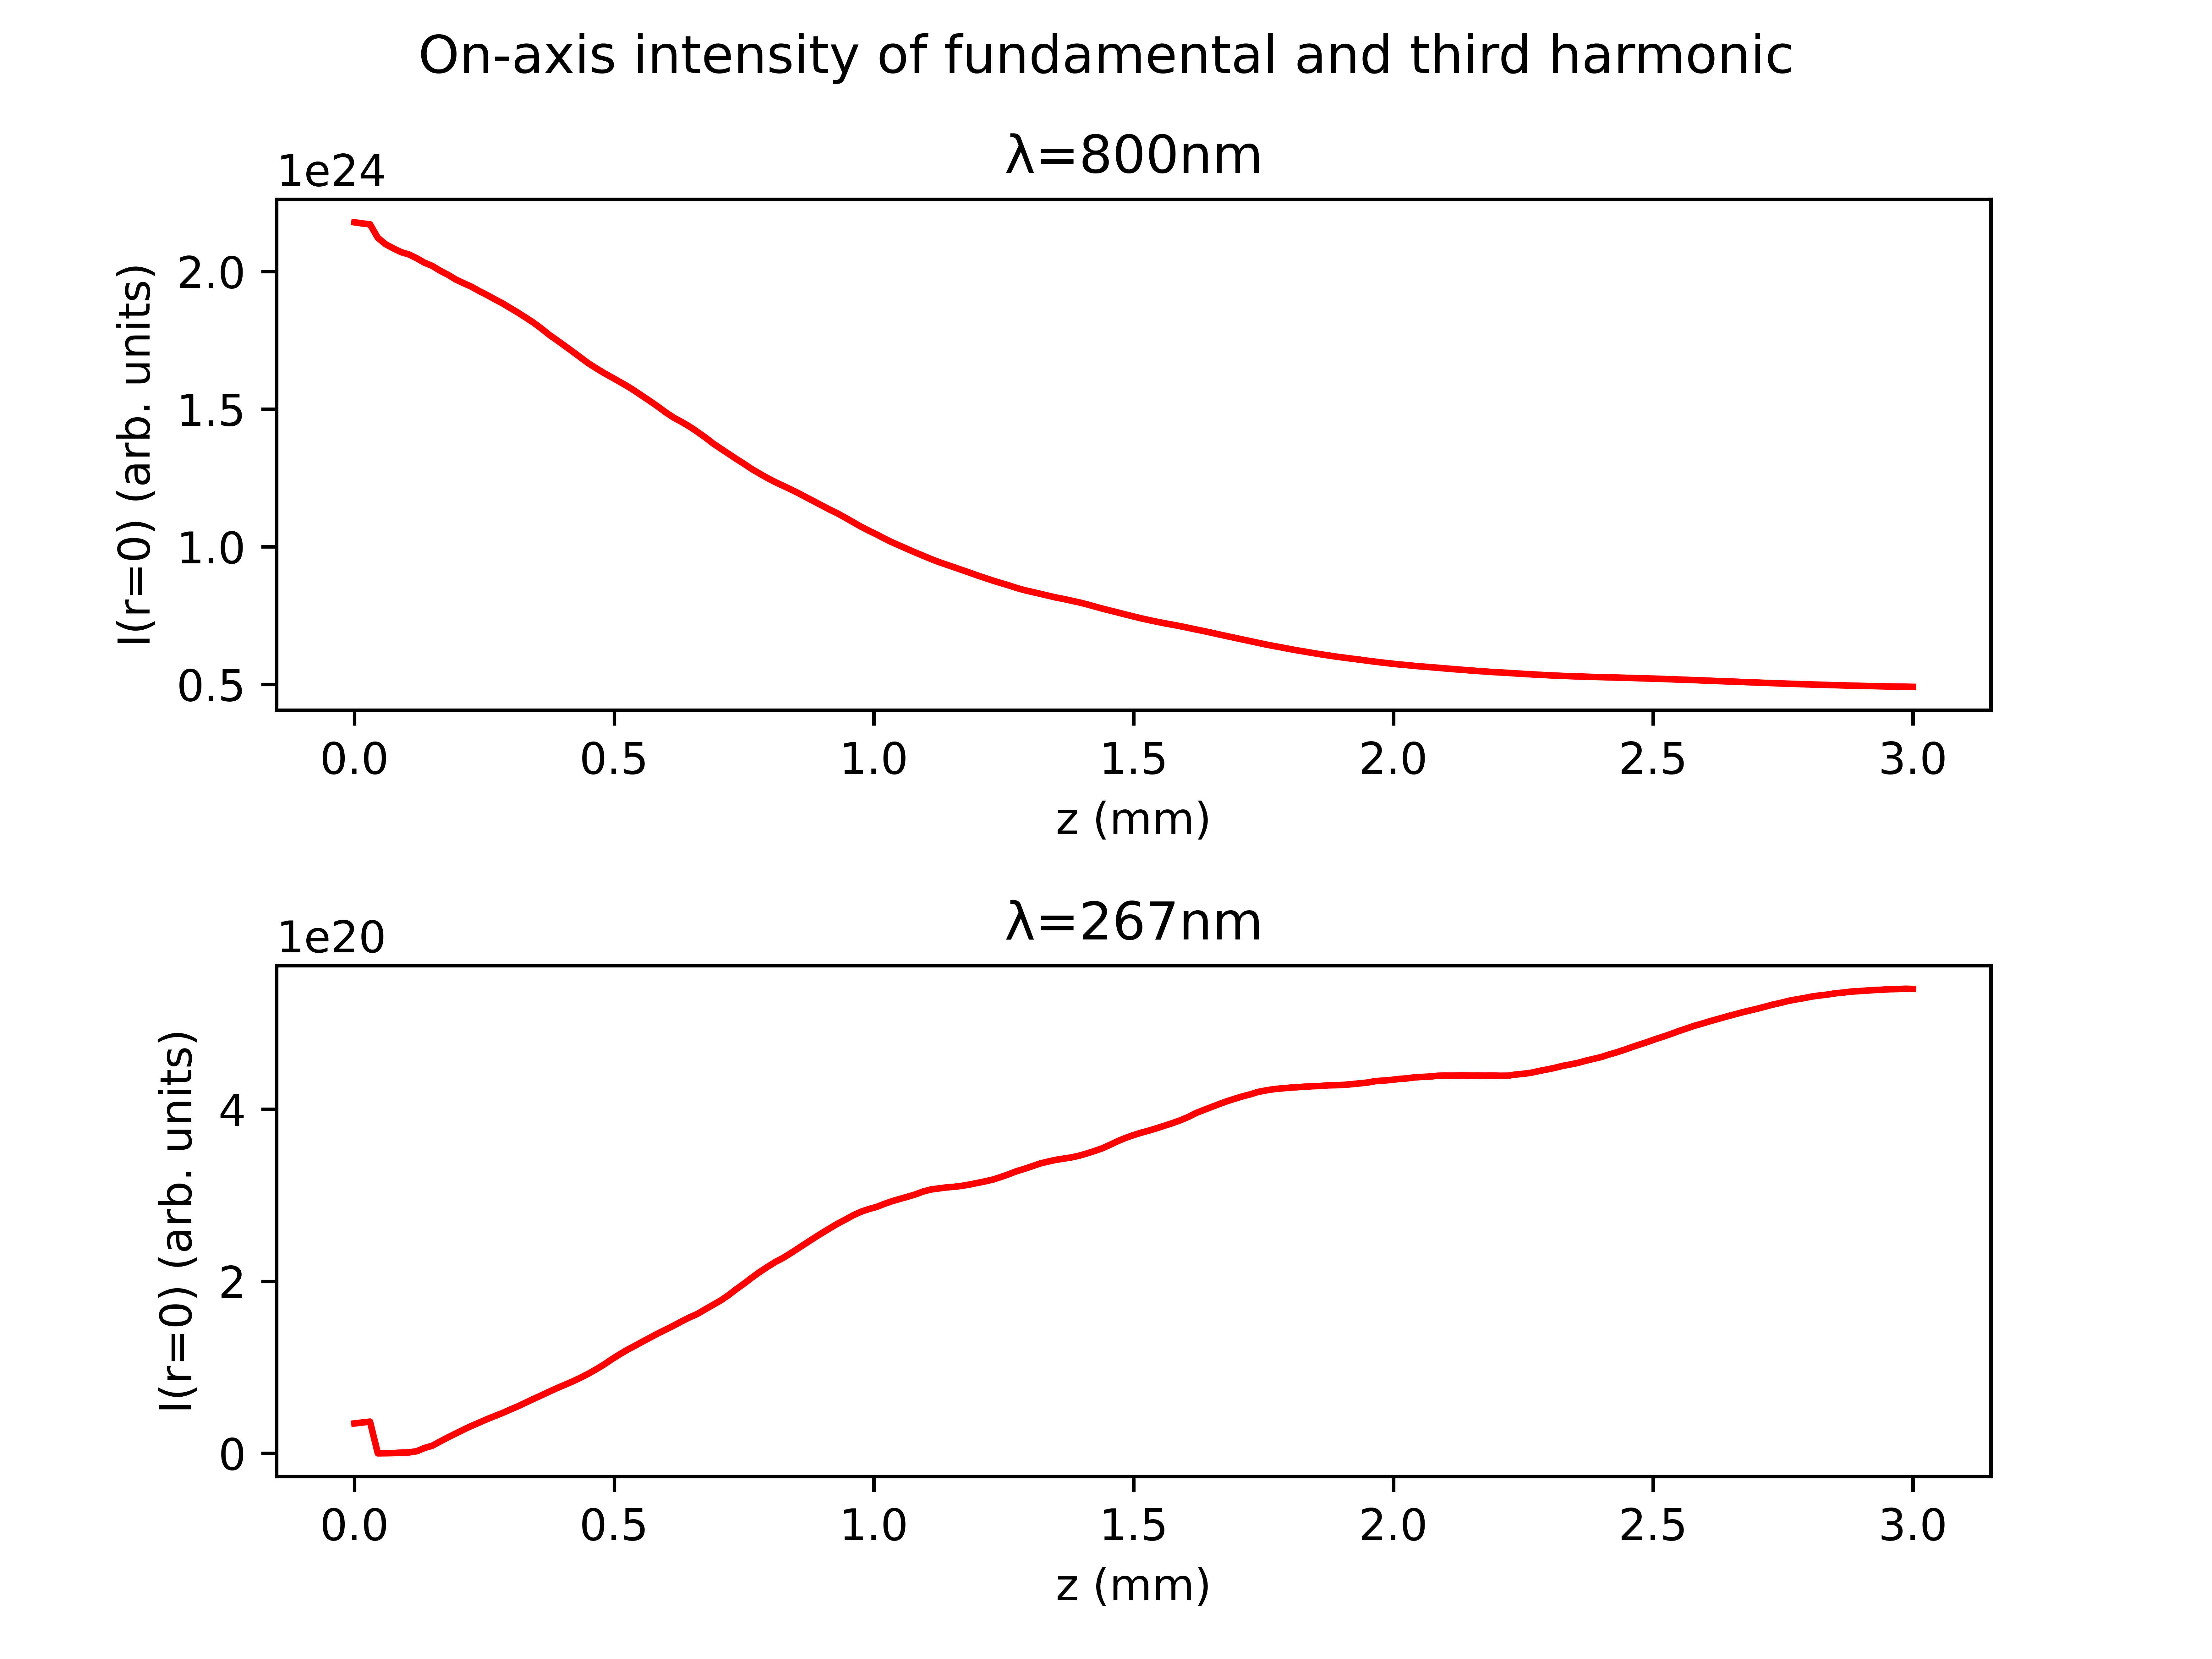 On-axis intensity of fundamental and third harmonic
λ=800nm
1e24
2.0
1.5
1.0
0.5
I(r=0) (arb. units)
0.0 0.5 1.0 1.5 2.0 2.5 3.0
z (mm)
λ=267nm
1e20
4
2
0
I(r=0) (arb. units)
0.0 0.5 1.0 1.5 2.0 2.5 3.0
z (mm)